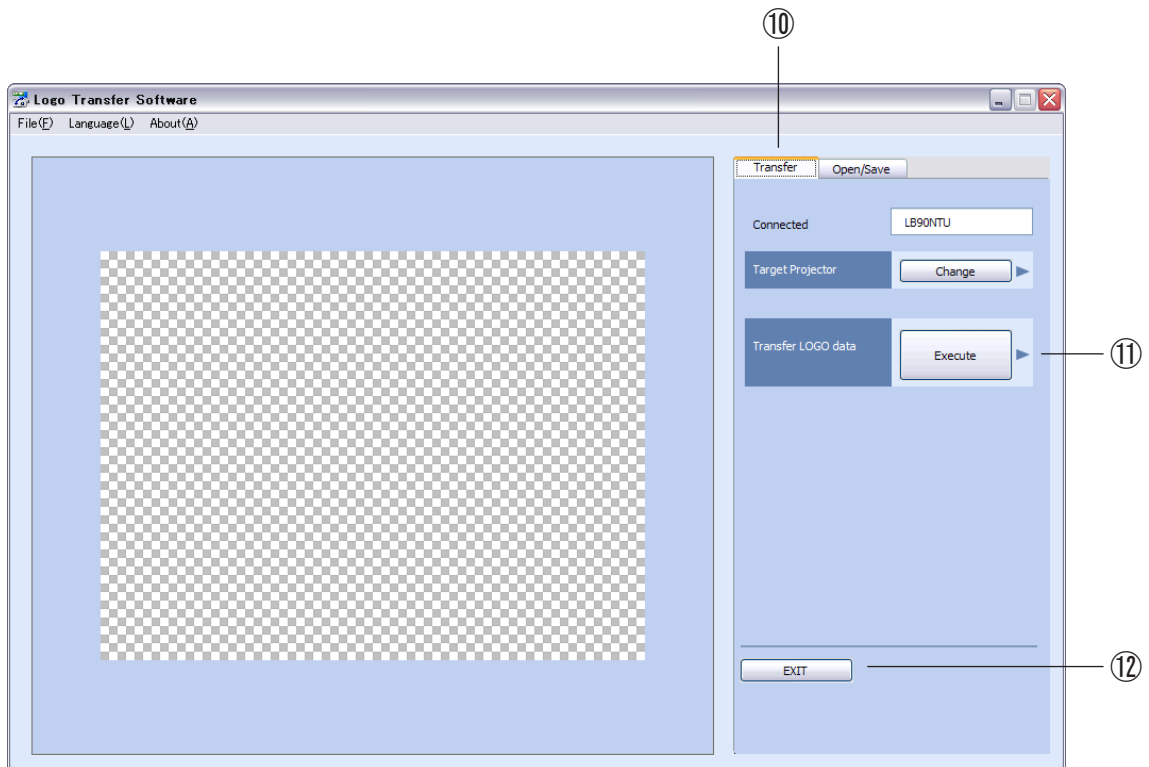 ⑩
Logo Transfer Software
File(F) Language(L) About(A)
Transfer Open/Save
Connected LB90NTU
Target Projector Change
Transfer LOGO data Execute ⑪
EXIT ⑫